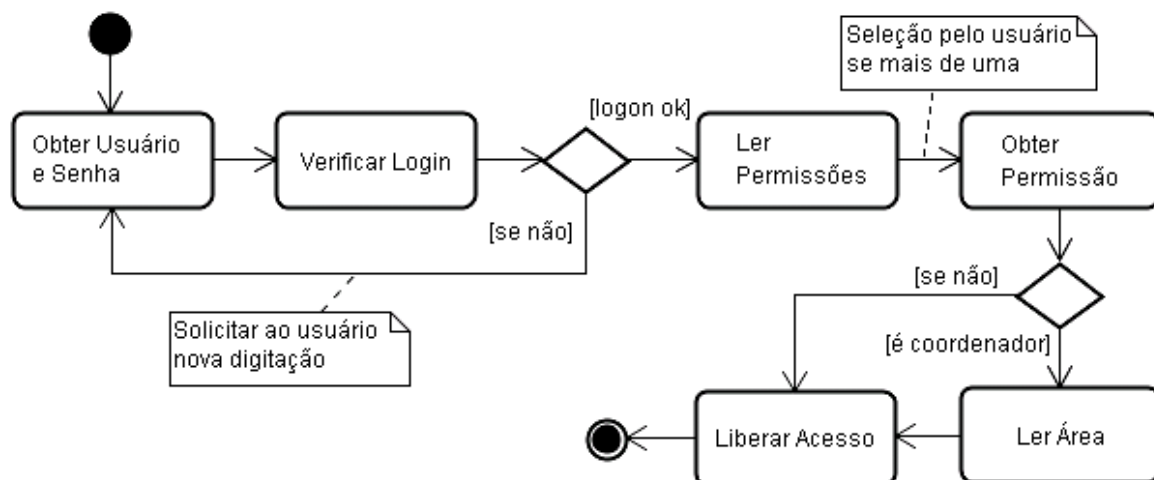 Seleção pelo usuário
se mais de uma
[logon ok]
Obter Usuário
e Senha
Verificar Login
Ler
Permissões
Obter
Permissão
[se não]
[se não]
Solicitar ao usuário
nova digitação
[é coordenador]
Liberar Acesso
Ler Área